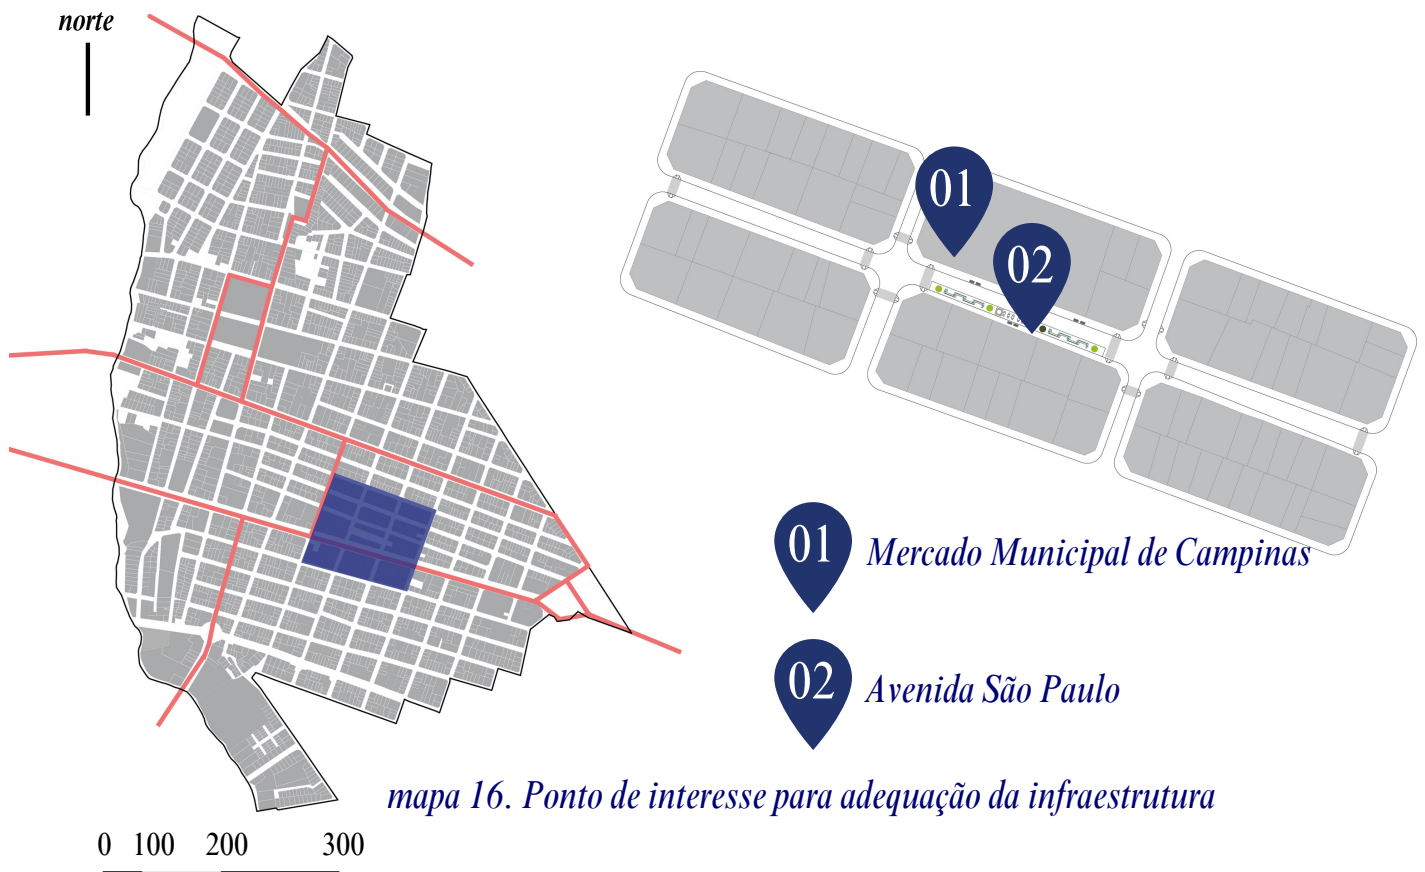 norte
01
02
01 Mercado Municipal de Campinas
02 Avenida São Paulo
mapa 16. Ponto de interesse para adequação da infraestrutura
0 100 200 300